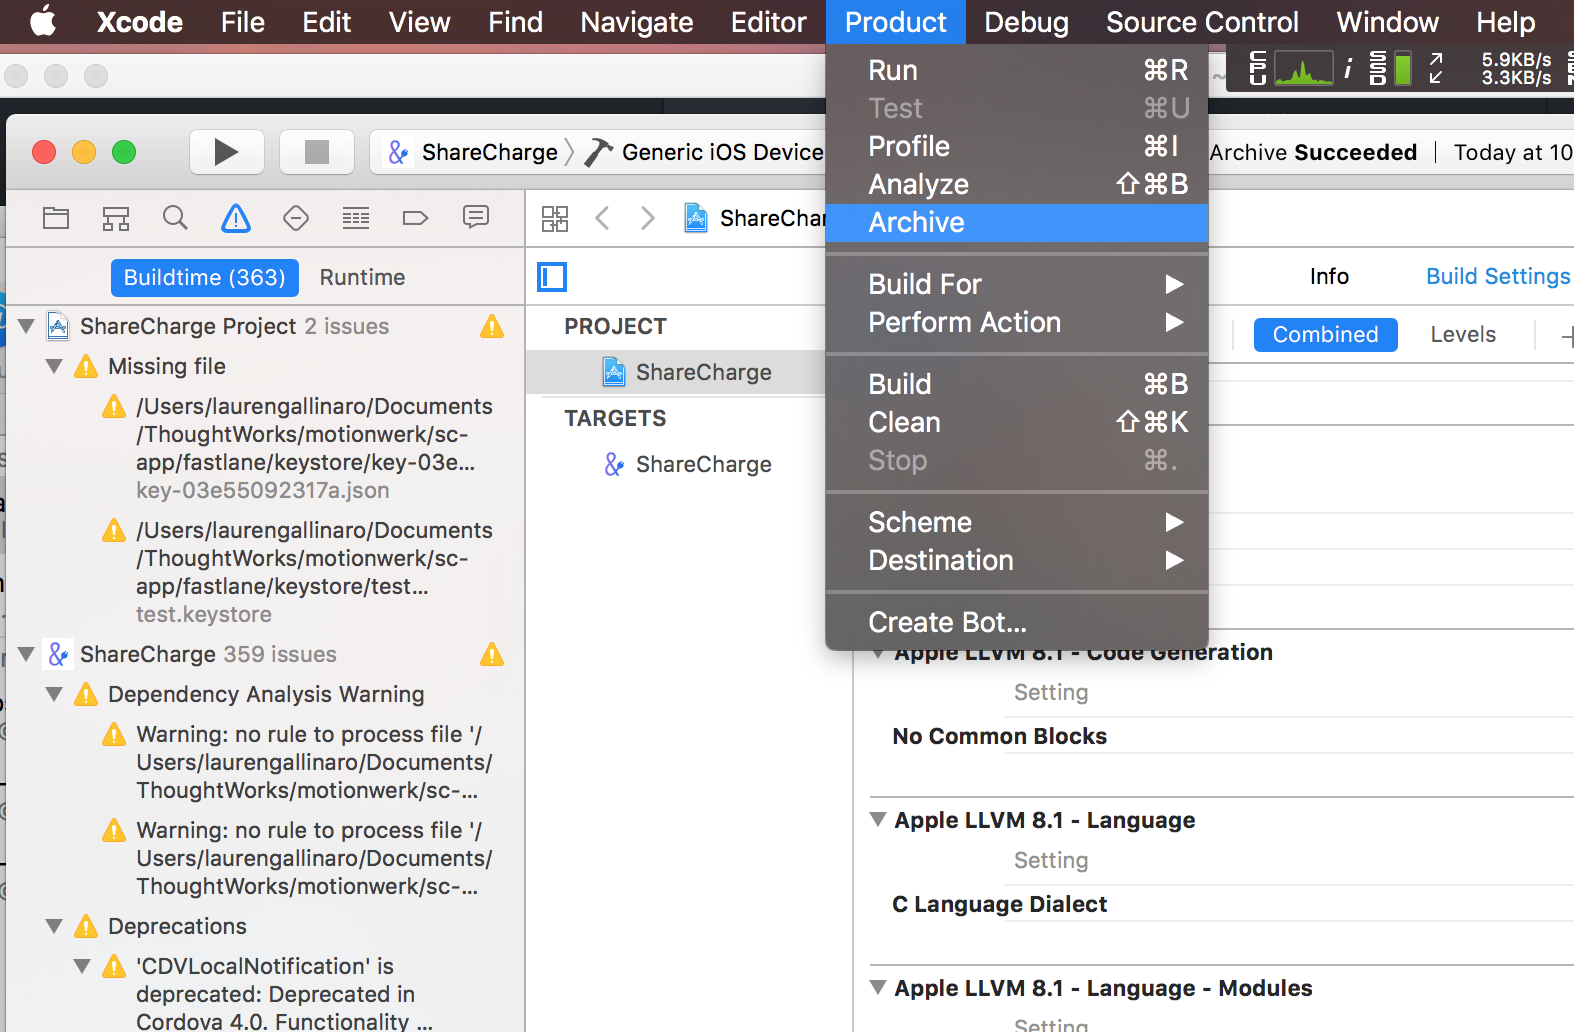 Xcode File Edit View Find Navigate Editor Product Debug Source Control Window Help
CPU SSD 5.9KB/s
3.3KB/s
Run ⌘R
Test ⌘U
Profile ⌘I
Analyze ⇧⌘B
Archive
Build For
Perform Action
Build ⌘B
Clean ⇧⌘K
Stop ⌘.
Scheme
Destination
Create Bot...
ShareCharge Generic iOS Device
Archive Succeeded Today at 10
ShareChar
Buildtime (363) Runtime
ShareCharge Project 2 issues
Missing file
/Users/laurengallinaro/Documents
/ThoughtWorks/motionwerk/sc-
app/fastlane/keystore/key-03e...
key-03e55092317a.json
/Users/laurengallinaro/Documents
/ThoughtWorks/motionwerk/sc-
app/fastlane/keystore/test...
test.keystore
ShareCharge 359 issues
Dependency Analysis Warning
Warning: no rule to process file '/
Users/laurengallinaro/Documents/
ThoughtWorks/motionwerk/sc-...
Warning: no rule to process file '/
Users/laurengallinaro/Documents/
ThoughtWorks/motionwerk/sc-...
Deprecations
'CDVLocalNotification' is
deprecated: Deprecated in
Cordova 4.0. Functionality ...
PROJECT
ShareCharge
TARGETS
ShareCharge
Info Build Settings
Combined Levels
Apple LLVM 8.1 - Code Generation
Setting
No Common Blocks
Apple LLVM 8.1 - Language
Setting
C Language Dialect
Apple LLVM 8.1 - Language - Modules
Setting